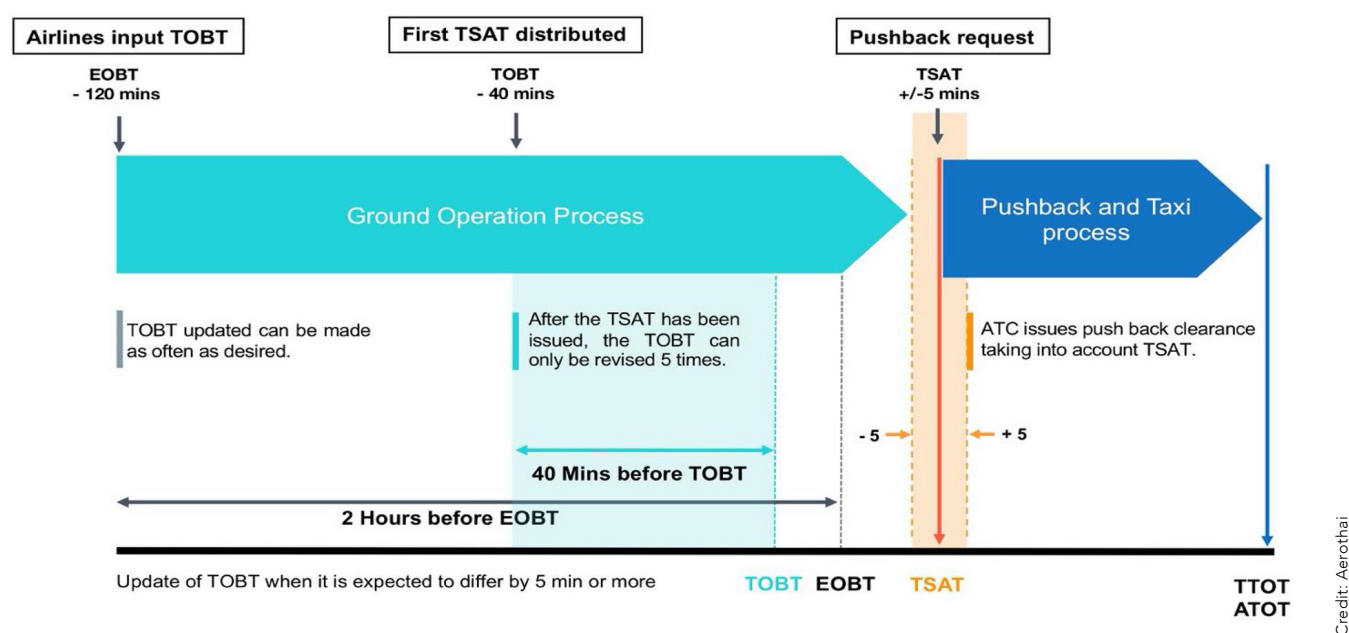 Airlines input TOBT
First TSAT distributed
Pushback request
EOBT
- 120 mins
TOBT
- 40 mins
TSAT
+/-5 mins
Ground Operation Process
Pushback and Taxi
process
TOBT updated can be made
as often as desired.
After the TSAT has been
issued, the TOBT can
only be revised 5 times.
ATC issues push back clearance
taking into account TSAT.
- 5
+ 5
40 Mins before TOBT
2 Hours before EOBT
Update of TOBT when it is expected to differ by 5 min or more
TOBT
EOBT
TSAT
TTOT
ATOT
Credit: Aerothai